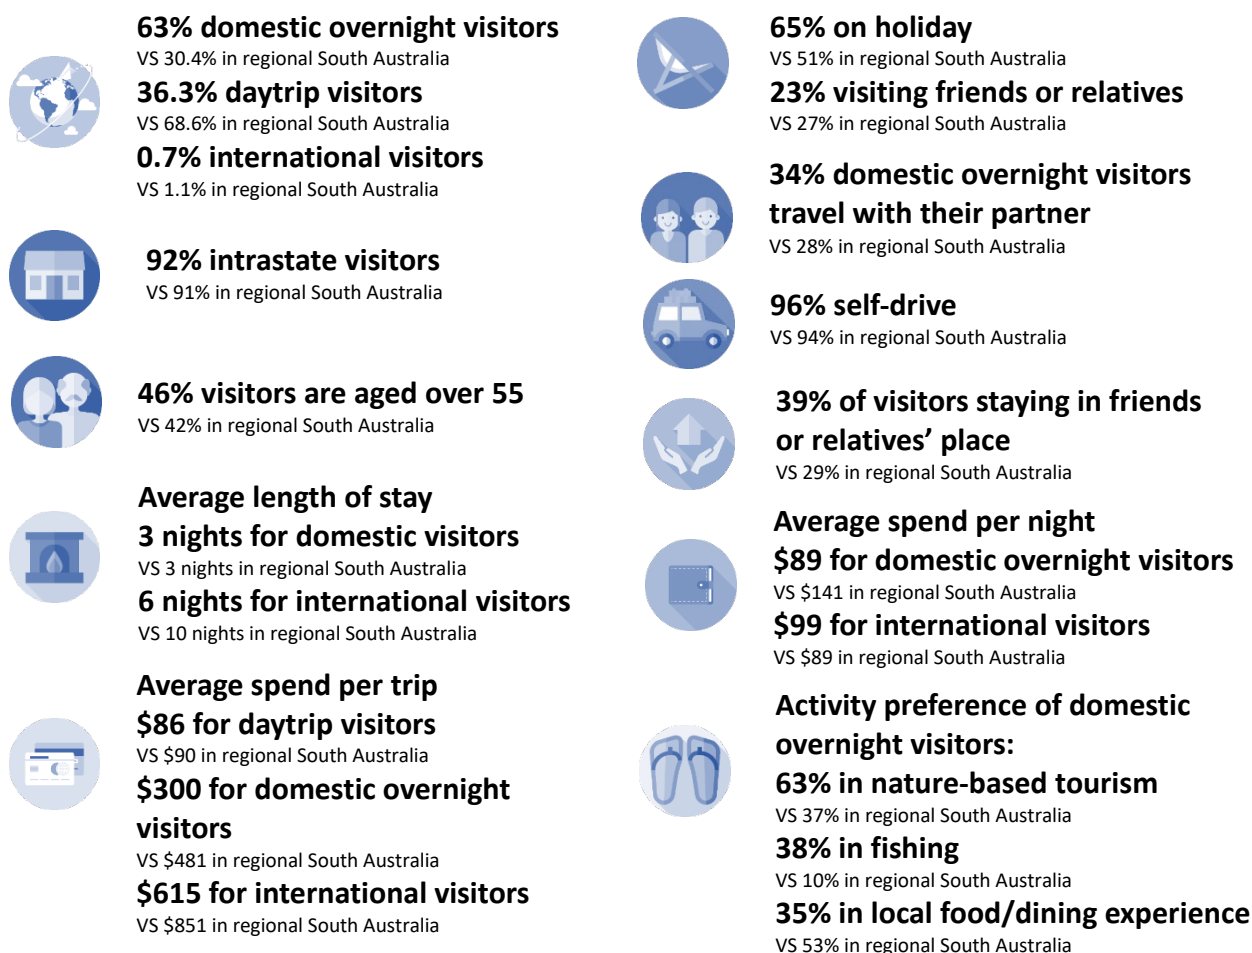 63% domestic overnight visitors
VS 30.4% in regional South Australia
36.3% daytrip visitors
VS 68.6% in regional South Australia
0.7% international visitors
VS 1.1% in regional South Australia
92% intrastate visitors
VS 91% in regional South Australia
46% visitors are aged over 55
VS 42% in regional South Australia
Average length of stay
3 nights for domestic visitors
VS 3 nights in regional South Australia
6 nights for international visitors
VS 10 nights in regional South Australia
Average spend per trip
$86 for daytrip visitors
VS $90 in regional South Australia
$300 for domestic overnight
visitors
VS $481 in regional South Australia
$615 for international visitors
VS $851 in regional South Australia
65% on holiday
VS 51% in regional South Australia
23% visiting friends or relatives
VS 27% in regional South Australia
34% domestic overnight visitors
travel with their partner
VS 28% in regional South Australia
96% self-drive
VS 94% in regional South Australia
39% of visitors staying in friends
or relatives’ place
VS 29% in regional South Australia
Average spend per night
$89 for domestic overnight visitors
VS $141 in regional South Australia
$99 for international visitors
VS $89 in regional South Australia
Activity preference of domestic
overnight visitors:
63% in nature-based tourism
VS 37% in regional South Australia
38% in fishing
VS 10% in regional South Australia
35% in local food/dining experience
VS 53% in regional South Australia